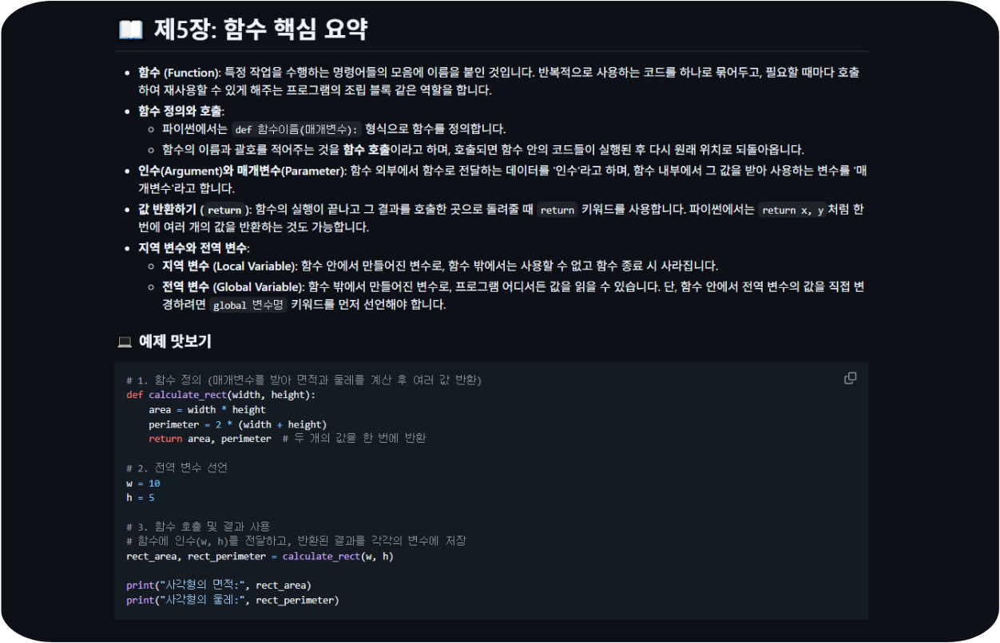 제5장: 함수 핵심 요약
함수 (Function): 특정 작업을 수행하는 명령어들의 모음에 이름을 붙인 것입니다. 반복적으로 사용하는 코드를 하나로 묶어두고, 필요할 때마다 호출
하여 재사용할 수 있게 해주는 프로그램의 조립 블록 같은 역할을 합니다.
함수 정의와 호출:
파이썬에서는 def 함수이름(매개변수): 형식으로 함수를 정의합니다.
함수의 이름과 괄호를 적어주는 것을 함수 호출이라고 하며, 호출되면 함수 안의 코드들이 실행된 후 다시 원래 위치로 되돌아옵니다.
인수(Argument)와 매개변수(Parameter): 함수 외부에서 함수로 전달하는 데이터를 '인수'라고 하며, 함수 내부에서 그 값을 받아 사용하는 변수를 '매
개변수'라고 합니다.
값 반환하기 ( return ): 함수의 실행이 끝나고 그 결과를 호출한 곳으로 돌려줄 때 return 키워드를 사용합니다. 파이썬에서는 return x, y 처럼 한
번에 여러 개의 값을 반환하는 것도 가능합니다.
지역 변수와 전역 변수:
지역 변수 (Local Variable): 함수 안에서 만들어진 변수로, 함수 밖에서는 사용할 수 없고 함수 종료 시 사라집니다.
전역 변수 (Global Variable): 함수 밖에서 만들어진 변수로, 프로그램 어디서든 값을 읽을 수 있습니다. 단, 함수 안에서 전역 변수의 값을 직접 변
경하려면 global 변수명 키워드를 먼저 선언해야 합니다.
예제 맛보기
# 1. 함수 정의 (매개변수를 받아 면적과 둘레를 계산 후 여러 값 반환)
def calculate_rect(width, height):
    area = width * height
    perimeter = 2 * (width + height)
    return area, perimeter  # 두 개의 값을 한 번에 반환
# 2. 전역 변수 선언
w = 10
h = 5
# 3. 함수 호출 및 결과 사용
# 함수에 인수(w, h)를 전달하고, 반환된 결과를 각각의 변수에 저장
rect_area, rect_perimeter = calculate_rect(w, h)
print("사각형의 면적:", rect_area)
print("사각형의 둘레:", rect_perimeter)